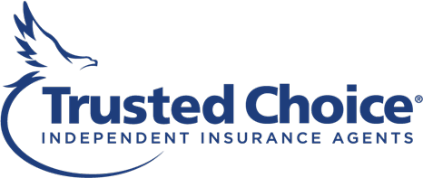 Trusted Choice®
INDEPENDENT INSURANCE AGENTS